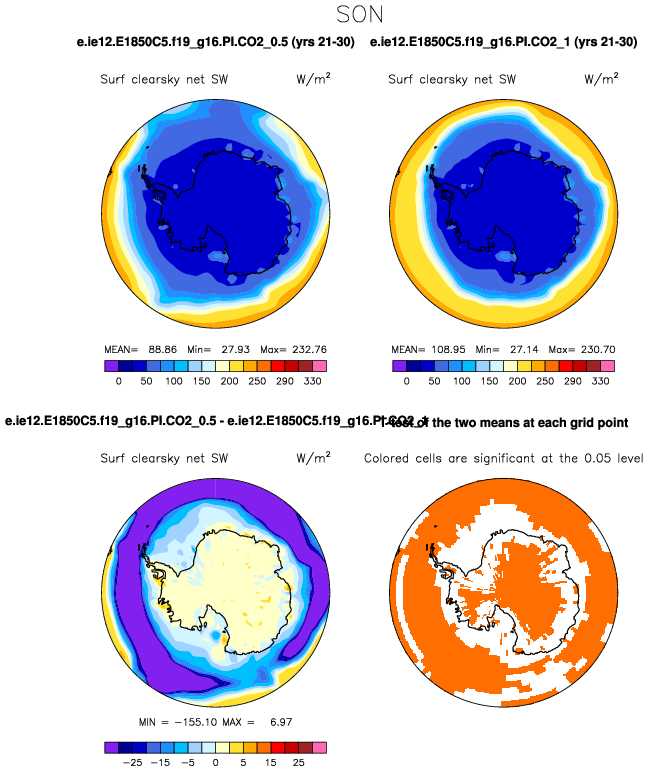 SON
e.ie12.E1850C5.f19_g16.PI.CO2_0.5 (yrs 21-30)
e.ie12.E1850C5.f19_g16.PI.CO2_1 (yrs 21-30)
Surf clearsky net SW W/m²
Surf clearsky net SW W/m²
MEAN= 88.86 Min= 27.93 Max= 232.76
MEAN= 108.95 Min= 27.14 Max= 230.70
0 50 100 150 200 250 290 330
0 50 100 150 200 250 290 330
e.ie12.E1850C5.f19_g16.PI.CO2_0.5 - e.ie12.E1850C5.f19_g16.PI.CO2_1
T-test of the two means at each grid point
Surf clearsky net SW W/m²
Colored cells are significant at the 0.05 level
MIN = −155.10 MAX = 6.97
−25 −15 −5 0 5 15 25